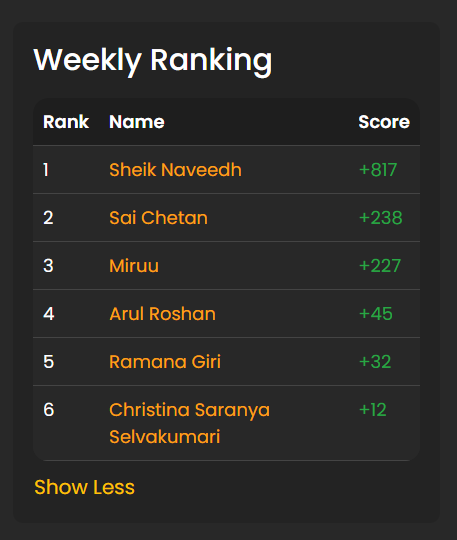 Weekly Ranking
Rank Name Score
1 Sheik Naveedh +817
2 Sai Chetan +238
3 Miruu +227
4 Arul Roshan +45
5 Ramana Giri +32
6 Christina Saranya +12
Selvakumari
Show Less